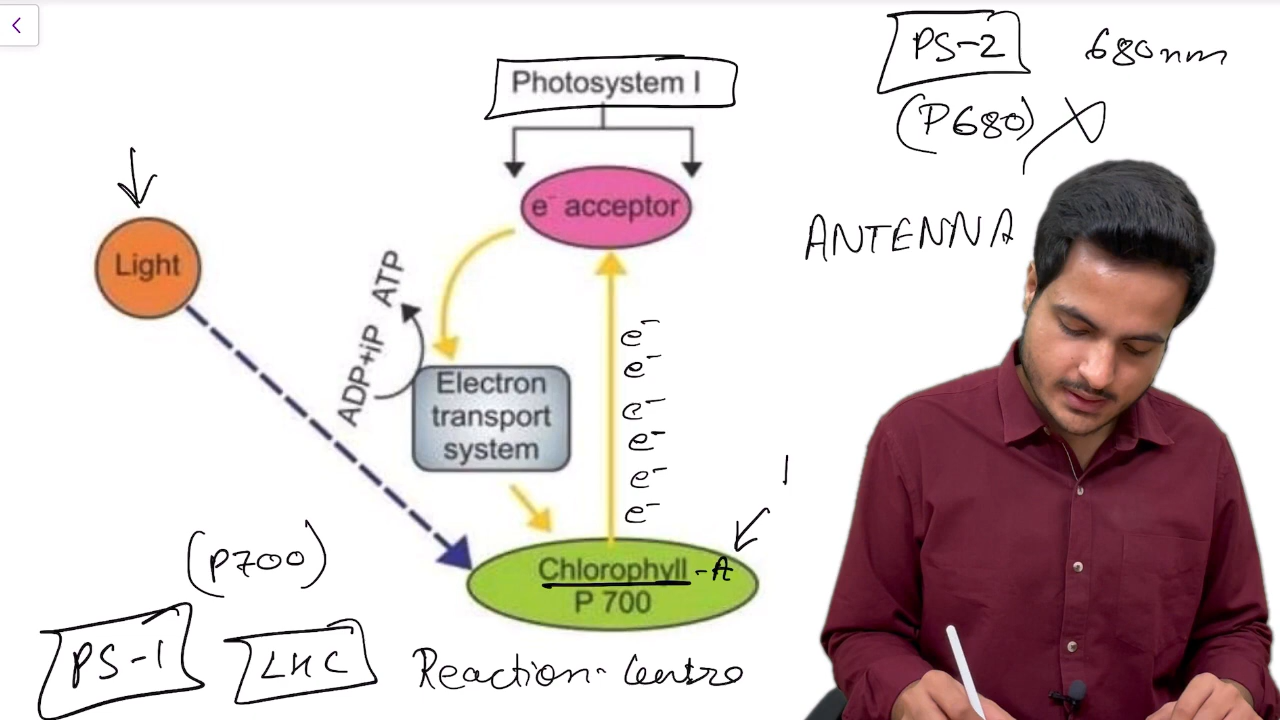 PS-2 680nm
Photosystem I
(P680)
ANTENNA
e⁻ acceptor
Light
ATP
ADP+iP
e⁻
e⁻
e⁻
e⁻
e⁻
e⁻
Electron
transport
system
(P700)
Chlorophyll - A
P 700
PS-1 LHC Reaction-Centre